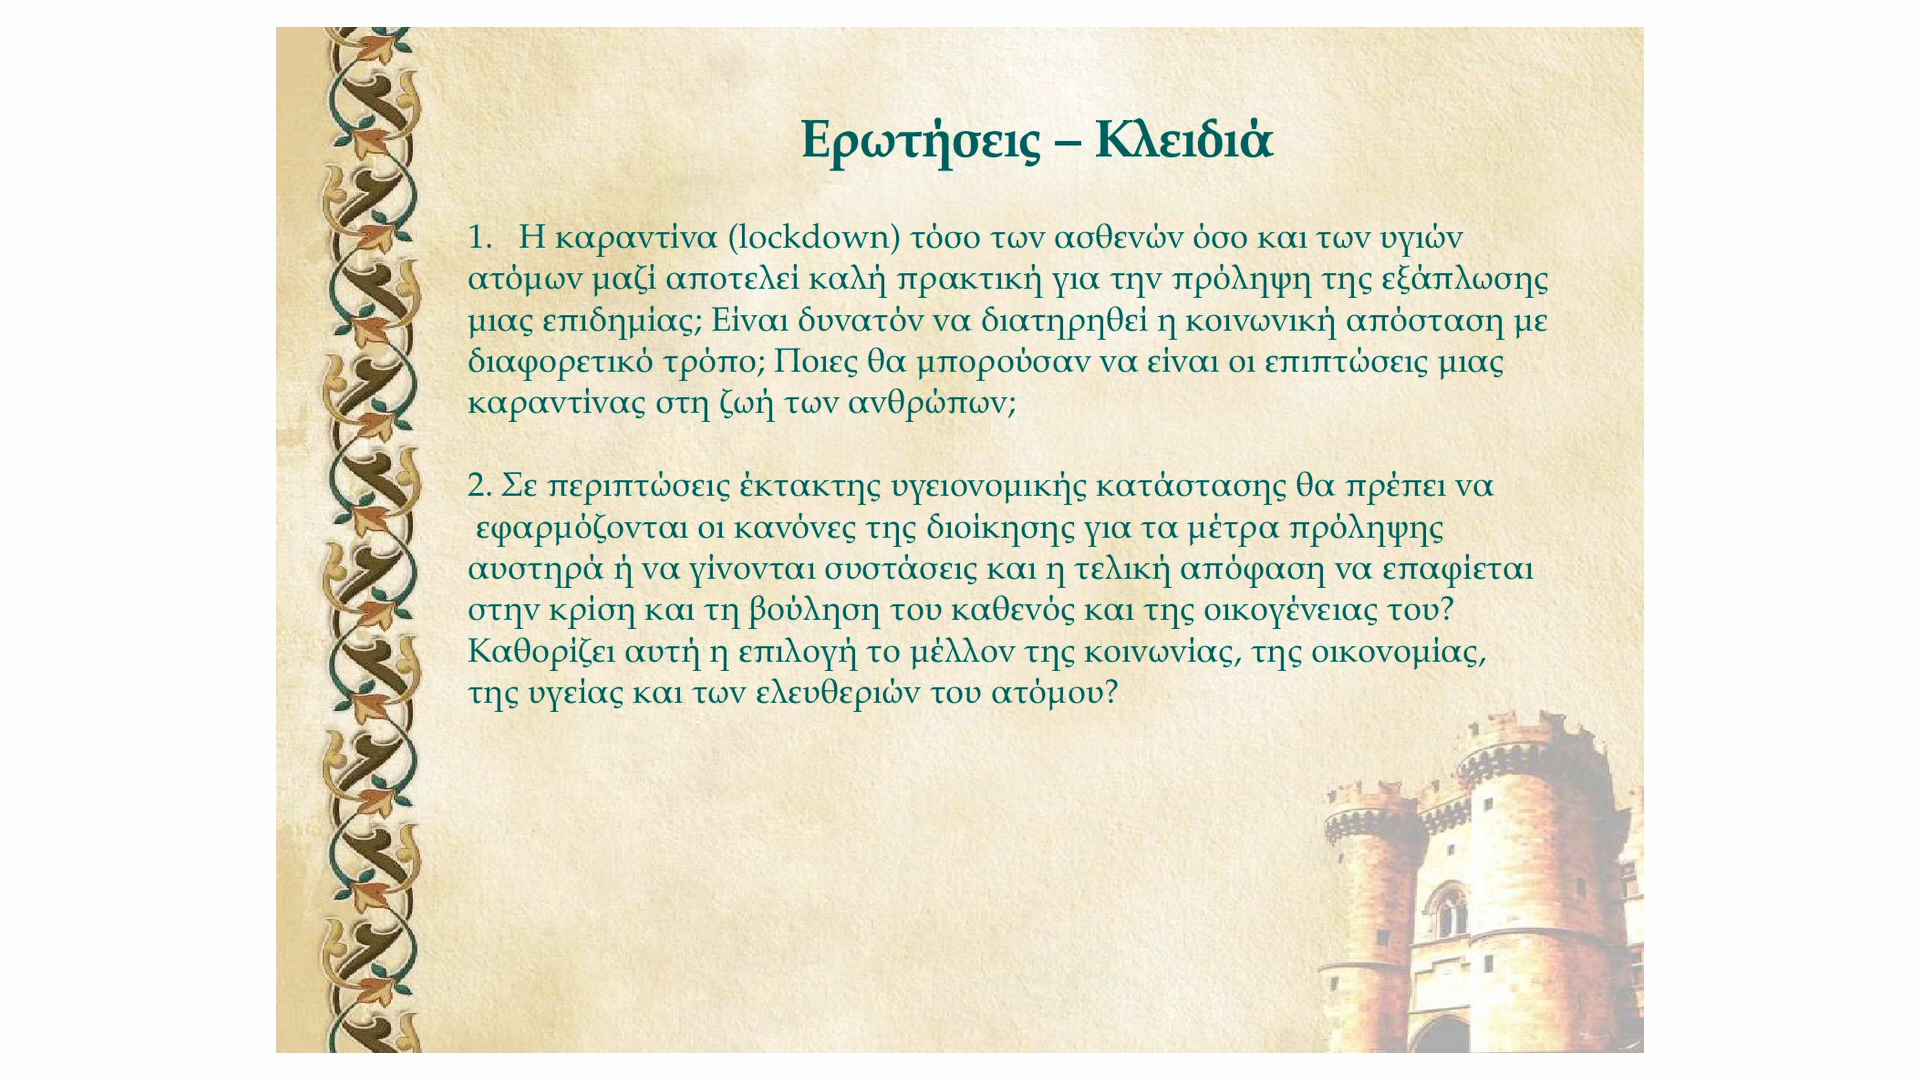 Ερωτήσεις – Κλειδιά
1. Η καραντίνα (lockdown) τόσο των ασθενών όσο και των υγιών
ατόμων μαζί αποτελεί καλή πρακτική για την πρόληψη της εξάπλωσης
μιας επιδημίας; Είναι δυνατόν να διατηρηθεί η κοινωνική απόσταση με
διαφορετικό τρόπο; Ποιες θα μπορούσαν να είναι οι επιπτώσεις μιας
καραντίνας στη ζωή των ανθρώπων;
2. Σε περιπτώσεις έκτακτης υγειονομικής κατάστασης θα πρέπει να
εφαρμόζονται οι κανόνες της διοίκησης για τα μέτρα πρόληψης
αυστηρά ή να γίνονται συστάσεις και η τελική απόφαση να επαφίεται
στην κρίση και τη βούληση του καθενός και της οικογένειας του?
Καθορίζει αυτή η επιλογή το μέλλον της κοινωνίας, της οικονομίας,
της υγείας και των ελευθεριών του ατόμου?